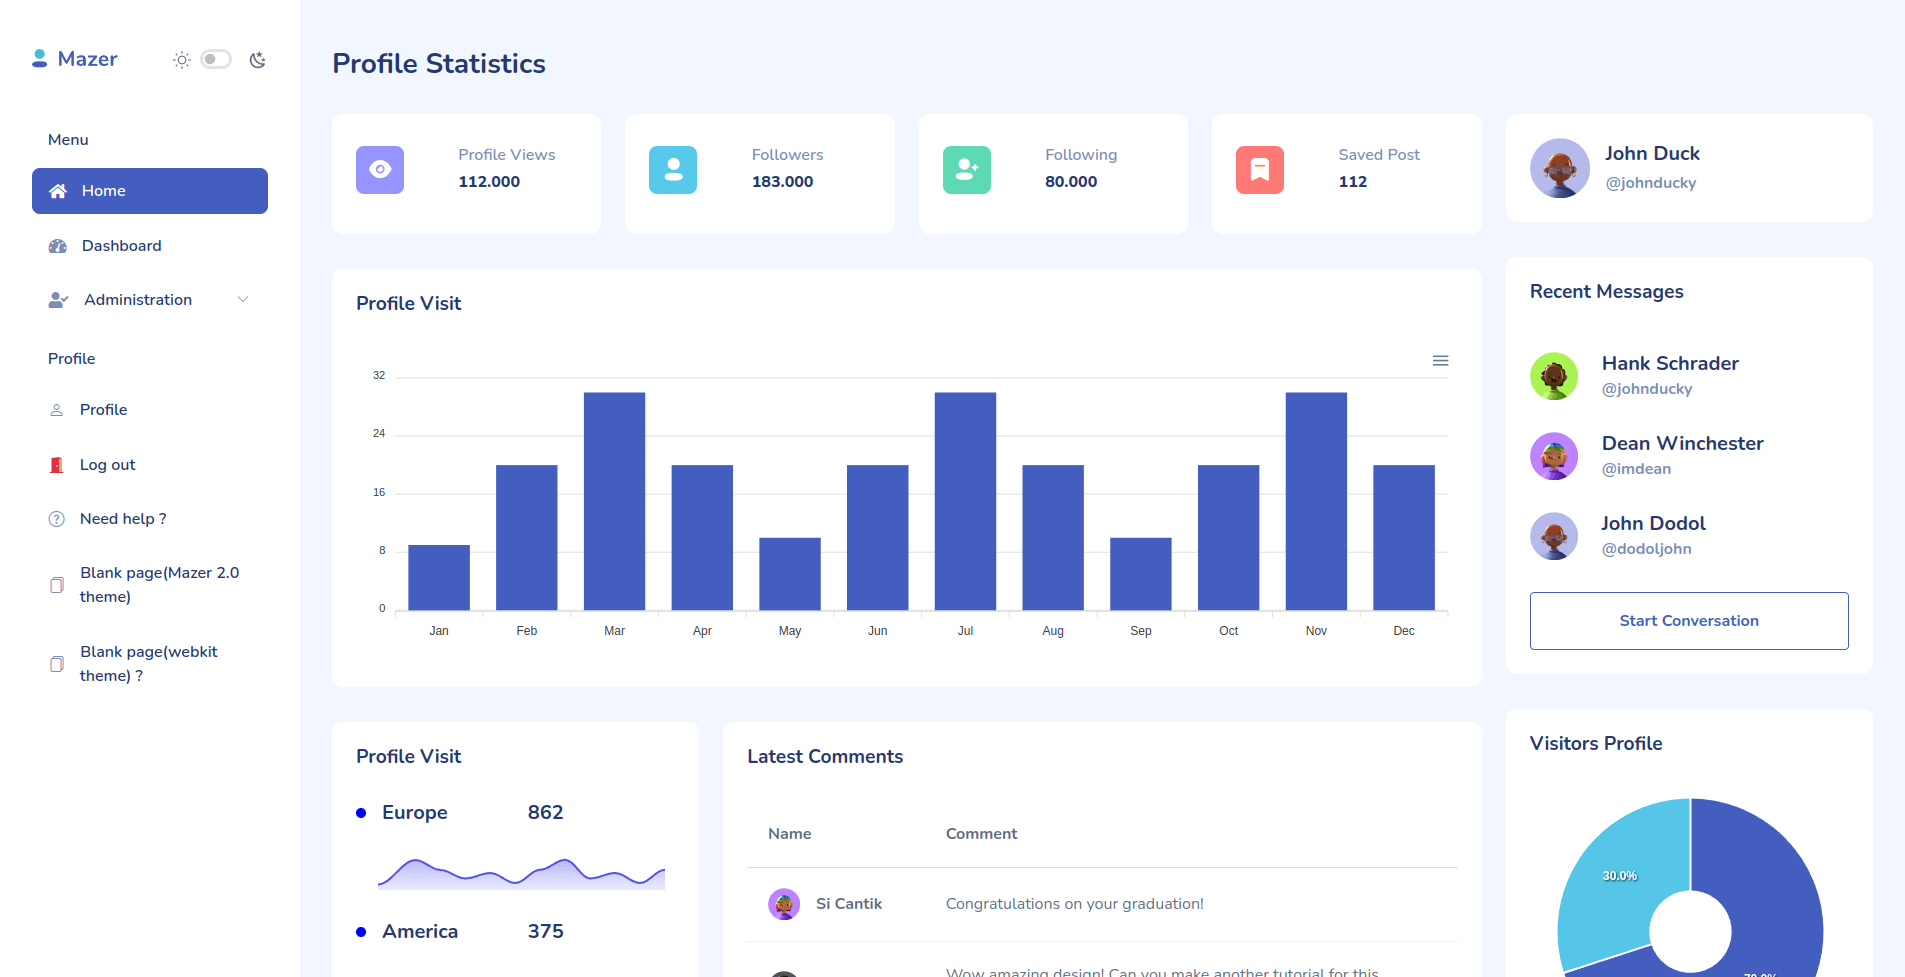 Mazer
Menu
Home
Dashboard
Administration
Profile
Profile
Log out
Need help ?
Blank page(Mazer 2.0
theme)
Blank page(webkit
theme) ?
Profile Statistics
Profile Views
112.000
Followers
183.000
Following
80.000
Saved Post
112
John Duck
@johnducky
Profile Visit
32
24
16
8
0
Jan Feb Mar Apr May Jun Jul Aug Sep Oct Nov Dec
Recent Messages
Hank Schrader
@johnducky
Dean Winchester
@imdean
John Dodol
@dodoljohn
Start Conversation
Profile Visit
Europe 862
America 375
Latest Comments
Name Comment
Si Cantik Congratulations on your graduation!
Wow amazing design! Can you make another tutorial for this
Visitors Profile
30.0%
70.0%